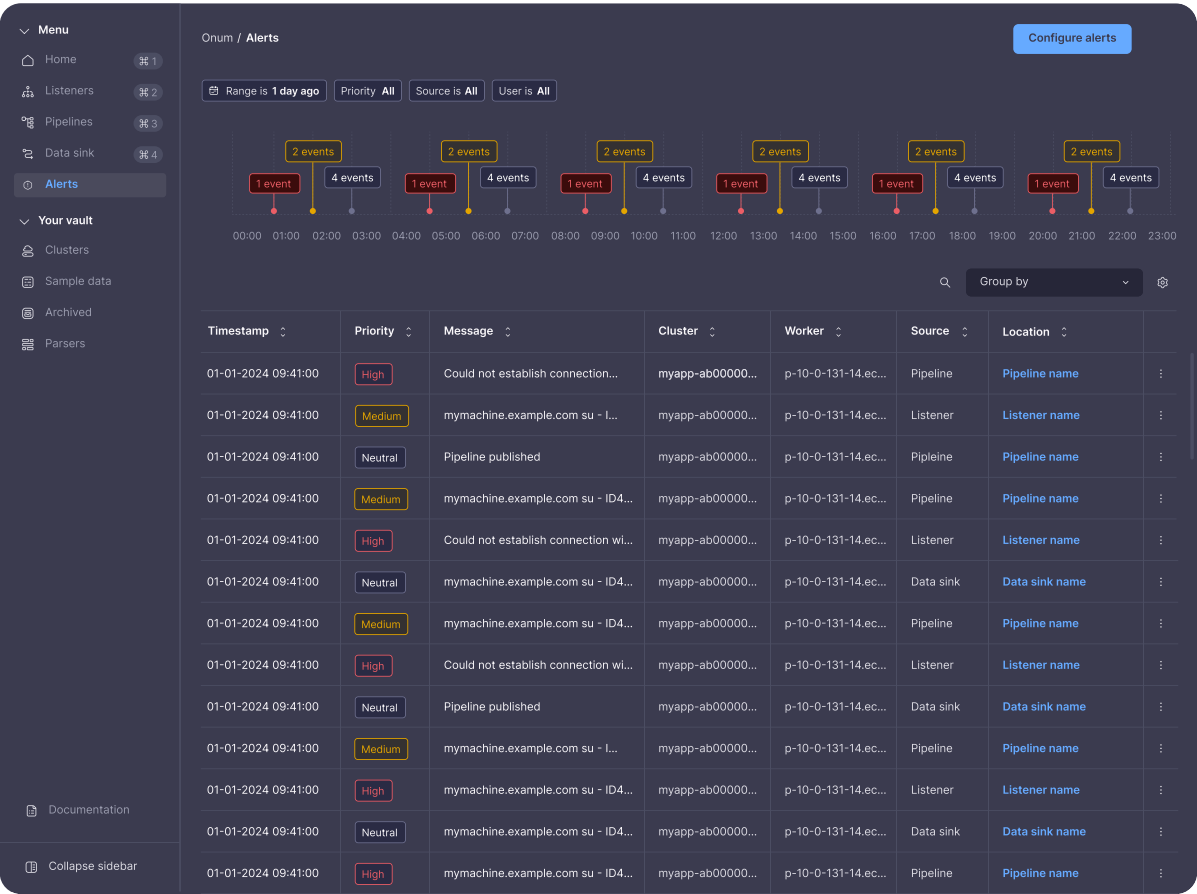 Menu
Home ⌘ 1
Listeners ⌘ 2
Pipelines ⌘ 3
Data sink ⌘ 4
Alerts
Your vault
Clusters
Sample data
Archived
Parsers
Documentation
Collapse sidebar
Onum / Alerts
Configure alerts
Range is 1 day ago Priority All Source is All User is All
2 events 2 events 2 events 2 events 2 events 2 events
1 event 4 events 1 event 4 events 1 event 4 events 1 event 4 events 1 event 4 events 1 event 4 events
00:00 01:00 02:00 03:00 04:00 05:00 06:00 07:00 08:00 09:00 10:00 11:00 12:00 13:00 14:00 15:00 16:00 17:00 18:00 19:00 20:00 21:00 22:00 23:00
Group by
Timestamp Priority Message Cluster Worker Source Location
01-01-2024 09:41:00 High Could not establish connection... myapp-ab00000... p-10-0-131-14.ec... Pipeline Pipeline name
01-01-2024 09:41:00 Medium mymachine.example.com su - I... myapp-ab00000... p-10-0-131-14.ec... Listener Listener name
01-01-2024 09:41:00 Neutral Pipeline published myapp-ab00000... p-10-0-131-14.ec... Pipleine Pipeline name
01-01-2024 09:41:00 Medium mymachine.example.com su - ID4... myapp-ab00000... p-10-0-131-14.ec... Pipeline Pipeline name
01-01-2024 09:41:00 High Could not establish connection wi... myapp-ab00000... p-10-0-131-14.ec... Listener Listener name
01-01-2024 09:41:00 Neutral mymachine.example.com su - ID4... myapp-ab00000... p-10-0-131-14.ec... Data sink Data sink name
01-01-2024 09:41:00 Medium mymachine.example.com su - ID4... myapp-ab00000... p-10-0-131-14.ec... Pipeline Pipeline name
01-01-2024 09:41:00 High Could not establish connection wi... myapp-ab00000... p-10-0-131-14.ec... Listener Listener name
01-01-2024 09:41:00 Neutral Pipeline published myapp-ab00000... p-10-0-131-14.ec... Data sink Data sink name
01-01-2024 09:41:00 Medium mymachine.example.com su - I... myapp-ab00000... p-10-0-131-14.ec... Pipeline Pipeline name
01-01-2024 09:41:00 High mymachine.example.com su - ID4... myapp-ab00000... p-10-0-131-14.ec... Listener Listener name
01-01-2024 09:41:00 Neutral mymachine.example.com su - ID4... myapp-ab00000... p-10-0-131-14.ec... Data sink Data sink name
01-01-2024 09:41:00 High mymachine.example.com su - ID4... myapp-ab00000... p-10-0-131-14.ec... Pipeline Pipeline name